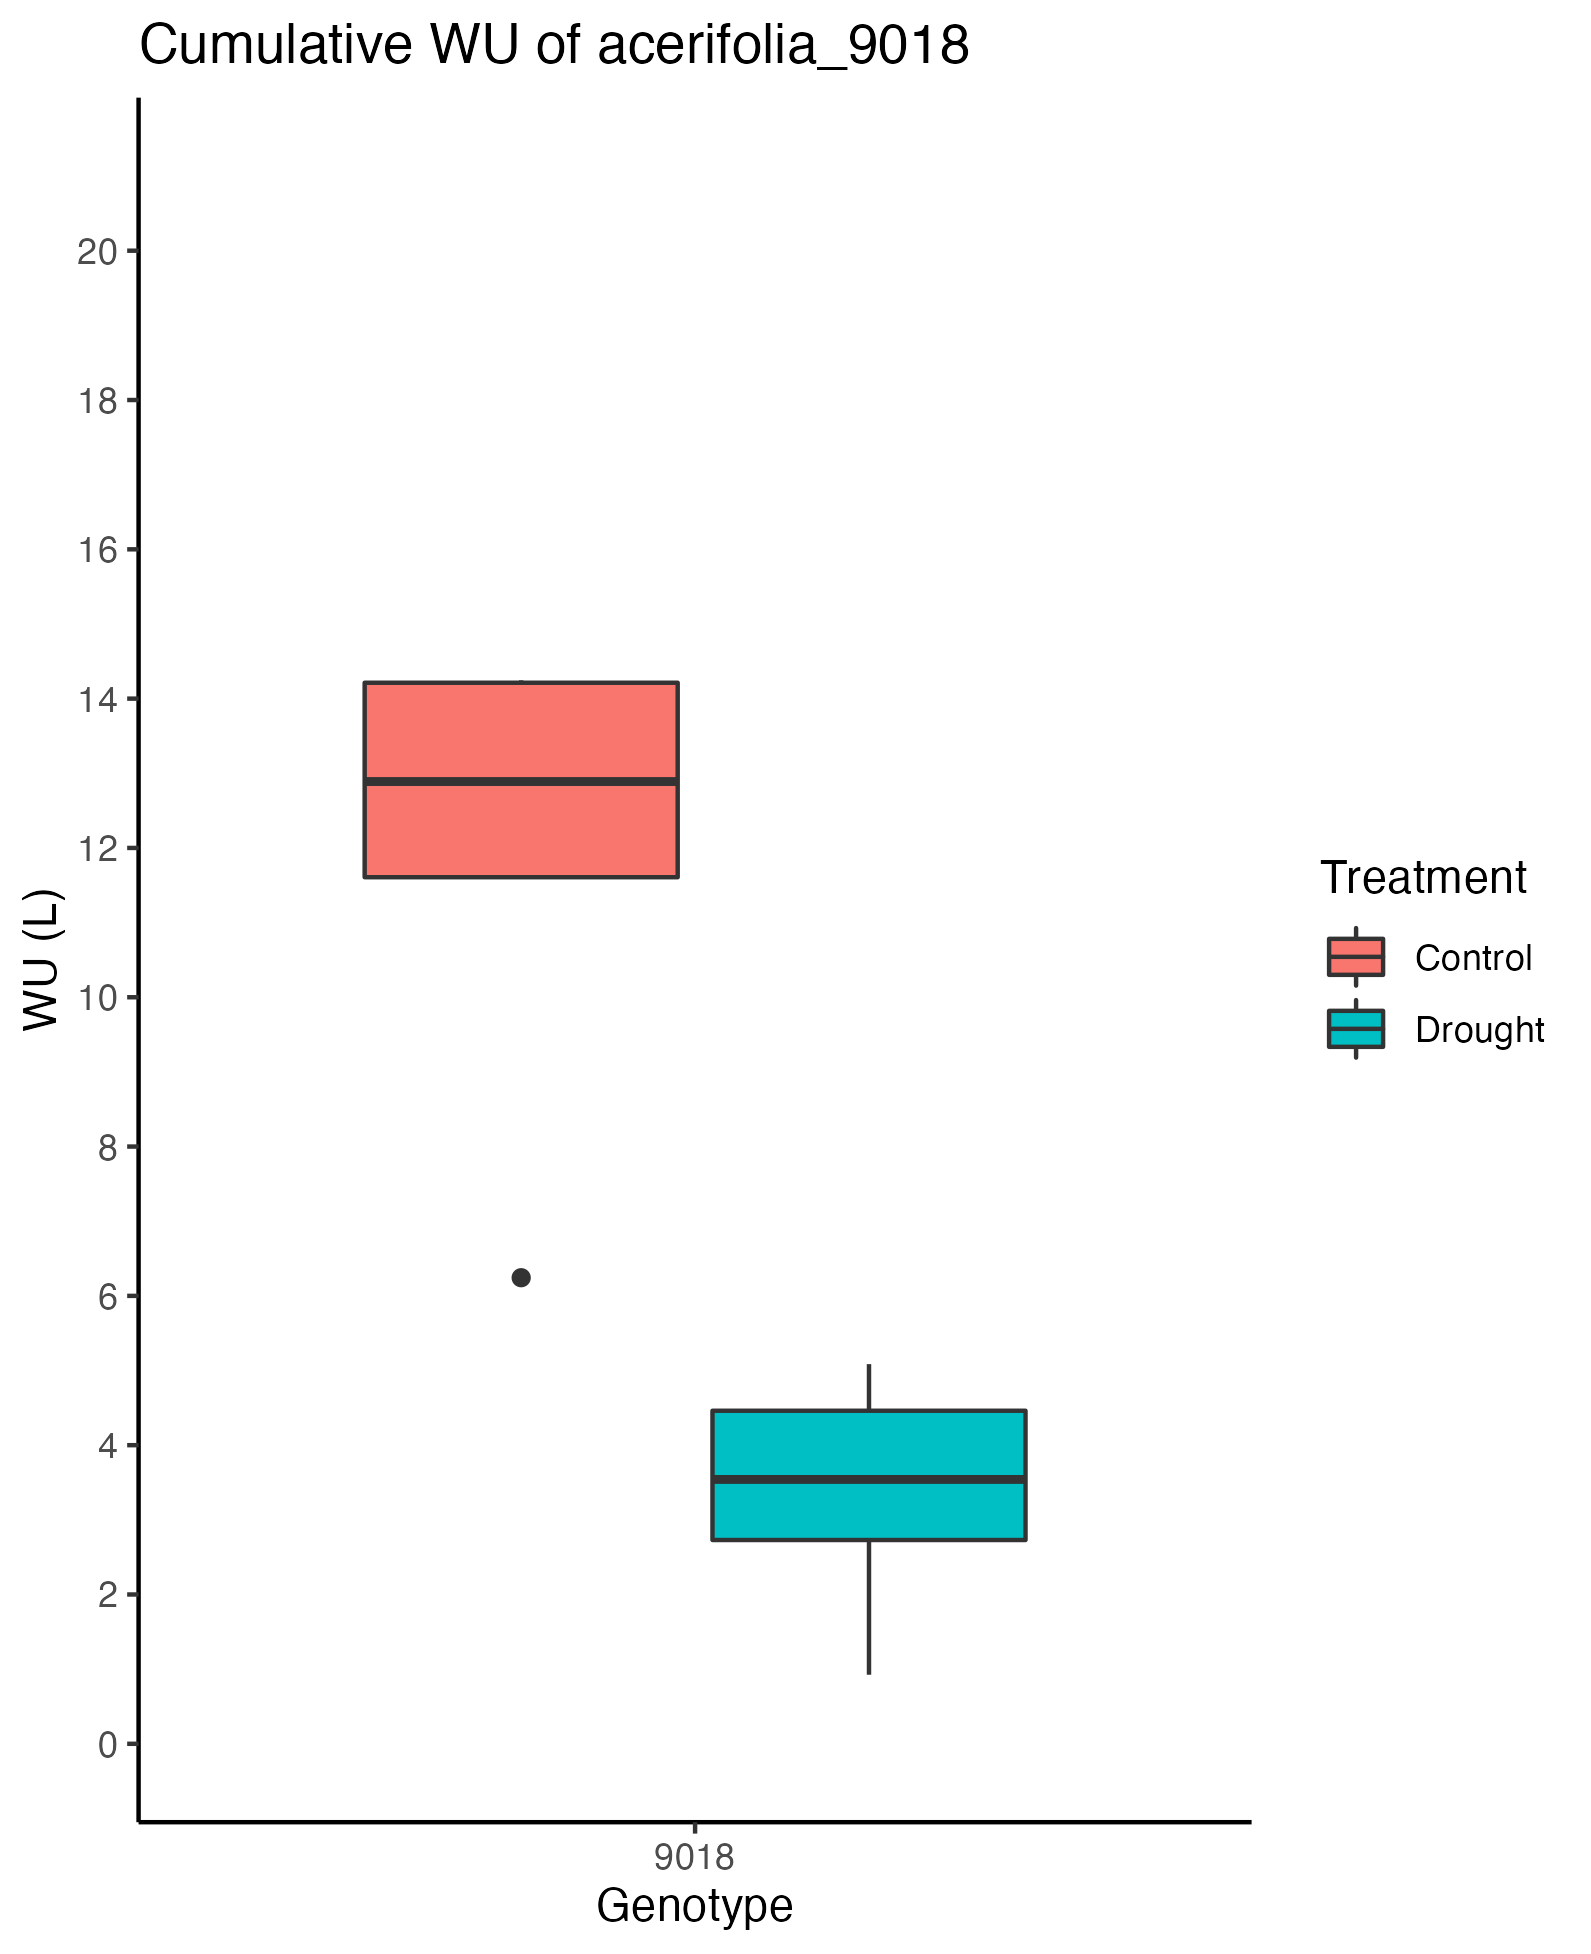 Cumulative WU of acerifolia_9018
20
18
16
14
12
10
8
6
4
2
0
WU (L)
9018
Genotype
Treatment
Control
Drought